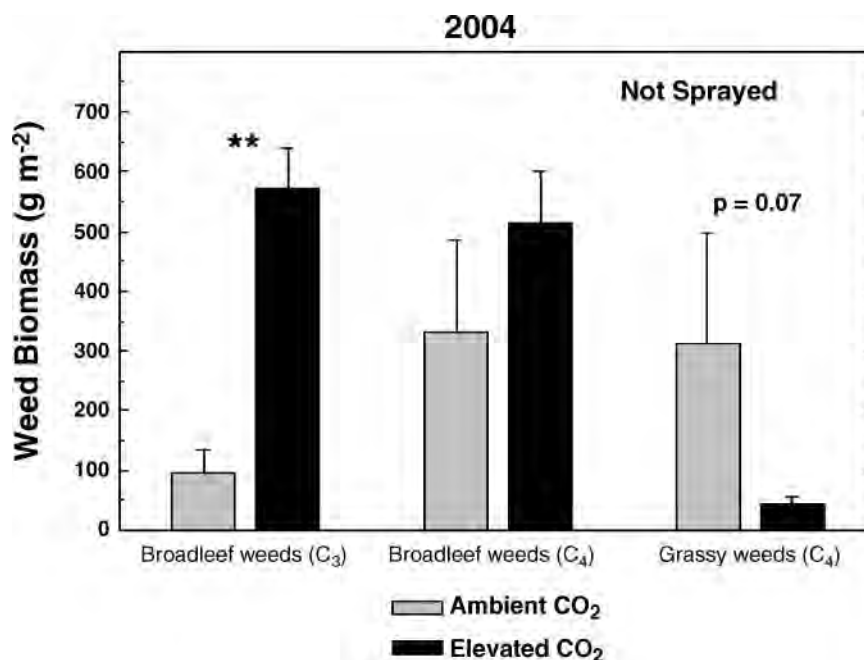 2004
Not Sprayed
Weed Biomass (g m-2)
700
600
500
400
300
200
100
0
**
p = 0.07
Broadleef weeds (C3)
Broadleef weeds (C4)
Grassy weeds (C4)
Ambient CO2
Elevated CO2